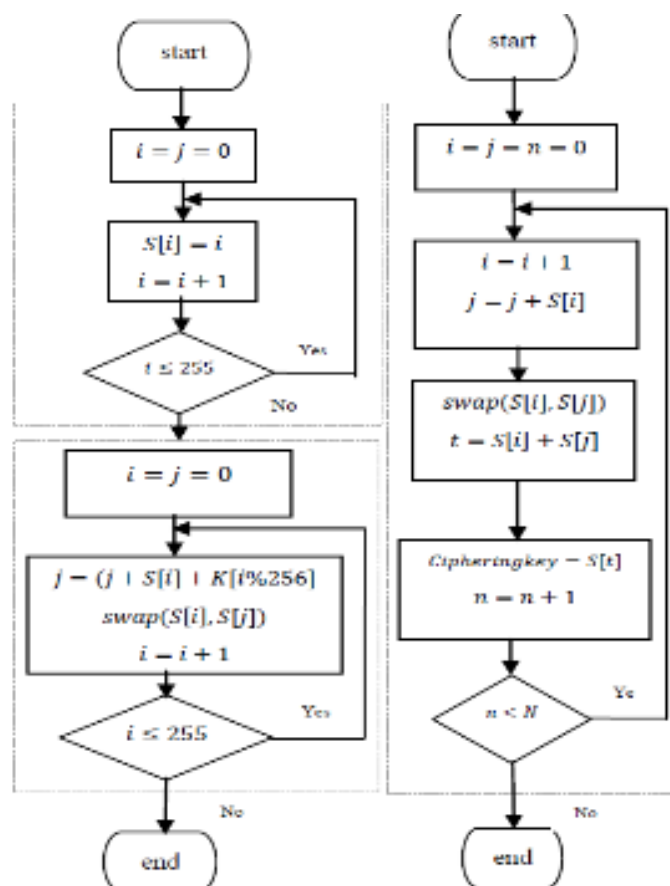 start
i = j = 0
S[i] = i
i = i + 1
i ≤ 255
Yes
No
i = j = 0
j = (j + S[i] + K[i%256]
swap(S[i], S[j])
i = i + 1
i ≤ 255
Yes
No
end
start
i = j = n = 0
i = i + 1
j = j + S[i]
swap(S[i], S[j])
t = S[i] + S[j]
Cipheringkey = S[t]
n = n + 1
n < N
Ye
No
end